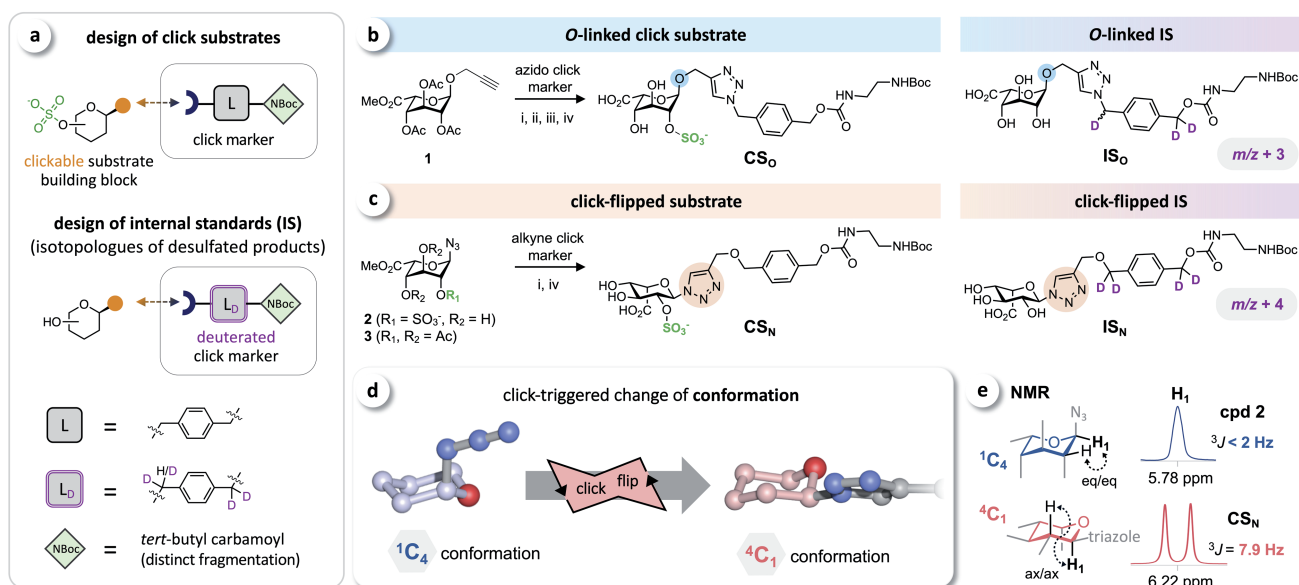 a
design of click substrates
-O
O
S
O
O
O
L
NBoc
click marker
clickable substrate
building block
design of internal standards (IS)
(isotopologues of desulfated products)
HO
O
LD
NBoc
deuterated
click marker
L
=
LD
=
H/D
D
D
D
NBoc
=
tert-butyl carbamoyl
(distinct fragmentation)
b
O-linked click substrate
OAc
O
MeO₂C
O
OAc
OAc
1
azido click
marker
i, ii, iii, iv
OH
O
N
N
N
HO₂C
O
OH
O
SO₃⁻
O
H
N
O
NHBoc
CSO
O-linked IS
OH
OH
O
N
N
N
HO₂C
O
OH
OH
D
D
D
O
H
N
O
NHBoc
ISO
m/z + 3
c
click-flipped substrate
OR₂
N₃
MeO₂C
O
OR₂
OR₁
2 (R₁ = SO₃⁻, R₂ = H)
3 (R₁, R₂ = Ac)
alkyne click
marker
i, iv
HO
HO
O
HO₂C
O
SO₃⁻
N
N
N
O
O
H
N
O
NHBoc
CSN
click-flipped IS
HO
HO
O
HO₂C
OH
N
N
N
O
D
D
D
D
O
H
N
O
NHBoc
ISN
m/z + 4
d
click-triggered change of conformation
click flip
¹C₄ conformation
⁴C₁ conformation
e
NMR
N₃
O
H
H₁
eq/eq
¹C₄
H₁
5.78 ppm
cpd 2
³J < 2 Hz
⁴C₁
H
O
triazole
H₁
ax/ax
6.22 ppm
CSN
³J = 7.9 Hz